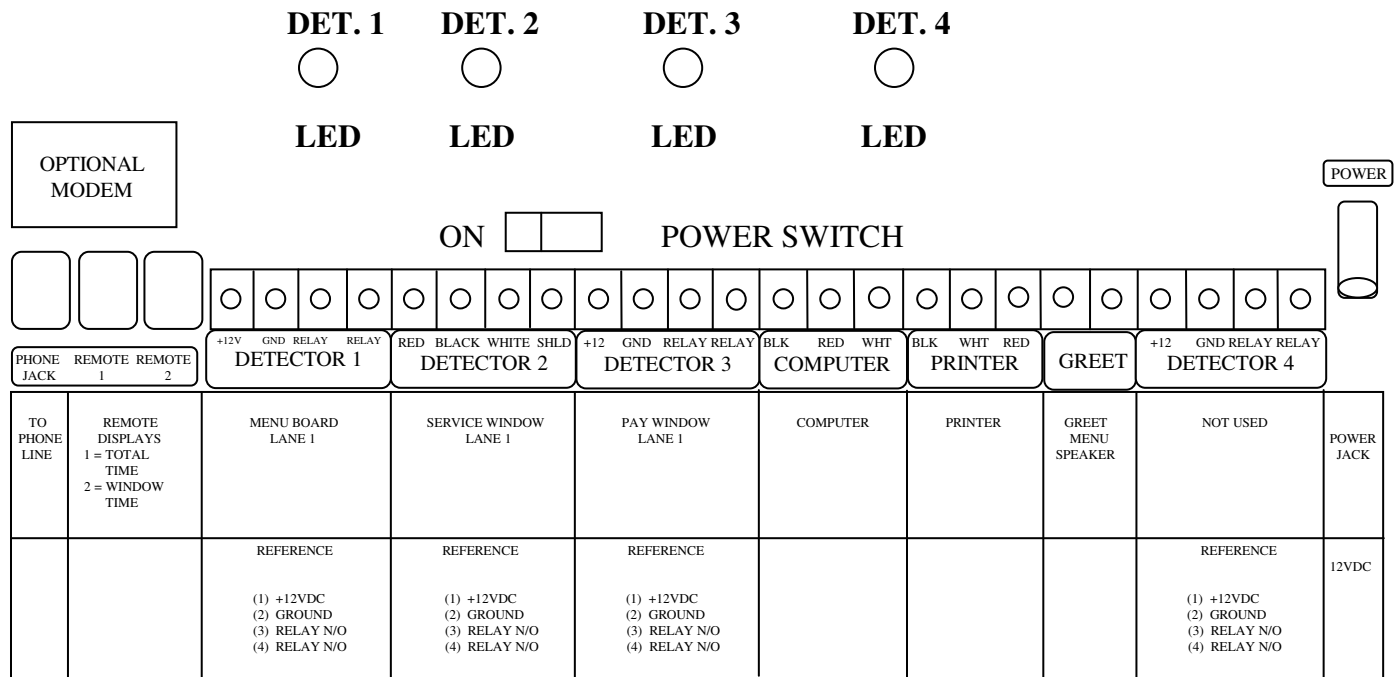 DET. 1 DET. 2 DET. 3 DET. 4
LED LED LED LED
OPTIONAL
MODEM
POWER
ON POWER SWITCH
+12V GND RELAY RELAY RED BLACK WHITE SHLD +12 GND RELAY RELAY BLK RED WHT BLK WHT RED +12 GND RELAY RELAY
DETECTOR 1 DETECTOR 2 DETECTOR 3 COMPUTER PRINTER GREET DETECTOR 4
PHONE REMOTE REMOTE
JACK 1 2
TO
PHONE
LINE
REMOTE
DISPLAYS
1 = TOTAL
TIME
2 = WINDOW
TIME
MENU BOARD
LANE 1
SERVICE WINDOW
LANE 1
PAY WINDOW
LANE 1
COMPUTER
PRINTER
GREET
MENU
SPEAKER
NOT USED
POWER
JACK
REFERENCE
(1) +12VDC
(2) GROUND
(3) RELAY N/O
(4) RELAY N/O
REFERENCE
(1) +12VDC
(2) GROUND
(3) RELAY N/O
(4) RELAY N/O
REFERENCE
(1) +12VDC
(2) GROUND
(3) RELAY N/O
(4) RELAY N/O
REFERENCE
(1) +12VDC
(2) GROUND
(3) RELAY N/O
(4) RELAY N/O
12VDC